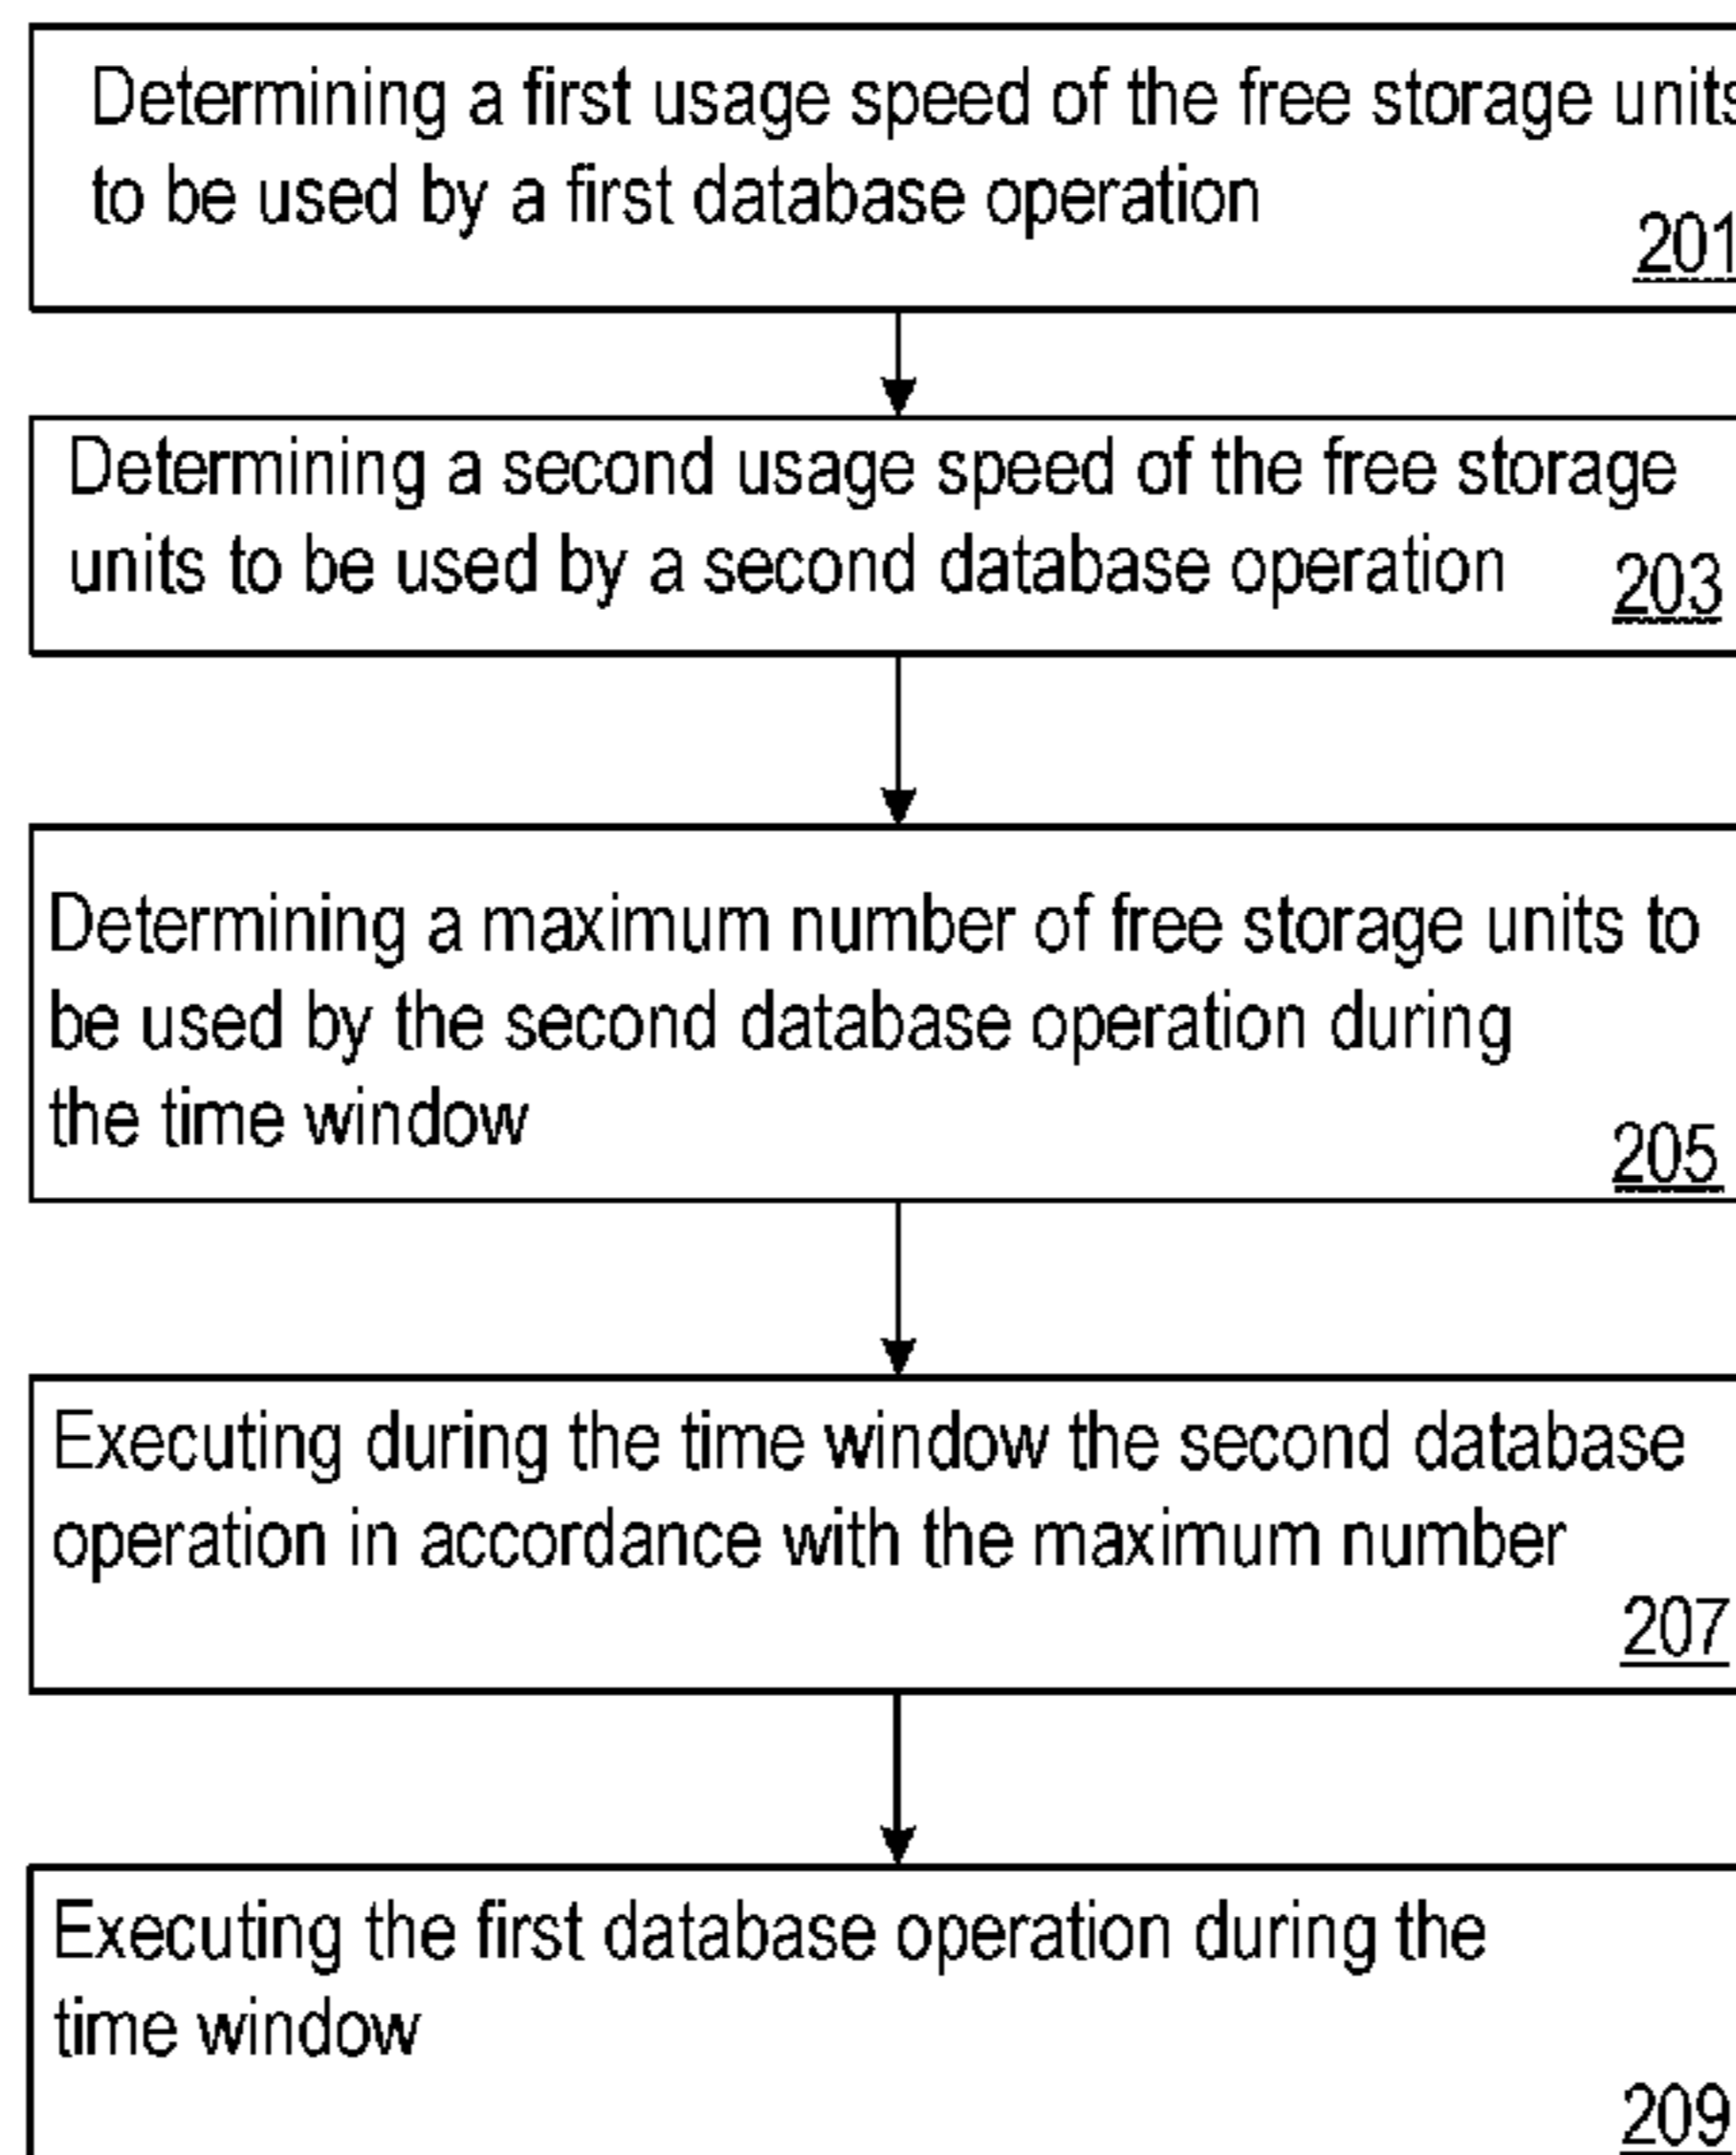 Determining a first usage speed of the free storage units
to be used by a first database operation
201
Determining a second usage speed of the free storage
units to be used by a second database operation
203
Determining a maximum number of free storage units to
be used by the second database operation during
the time window
205
Executing during the time window the second database
operation in accordance with the maximum number
207
Executing the first database operation during the
time window
209